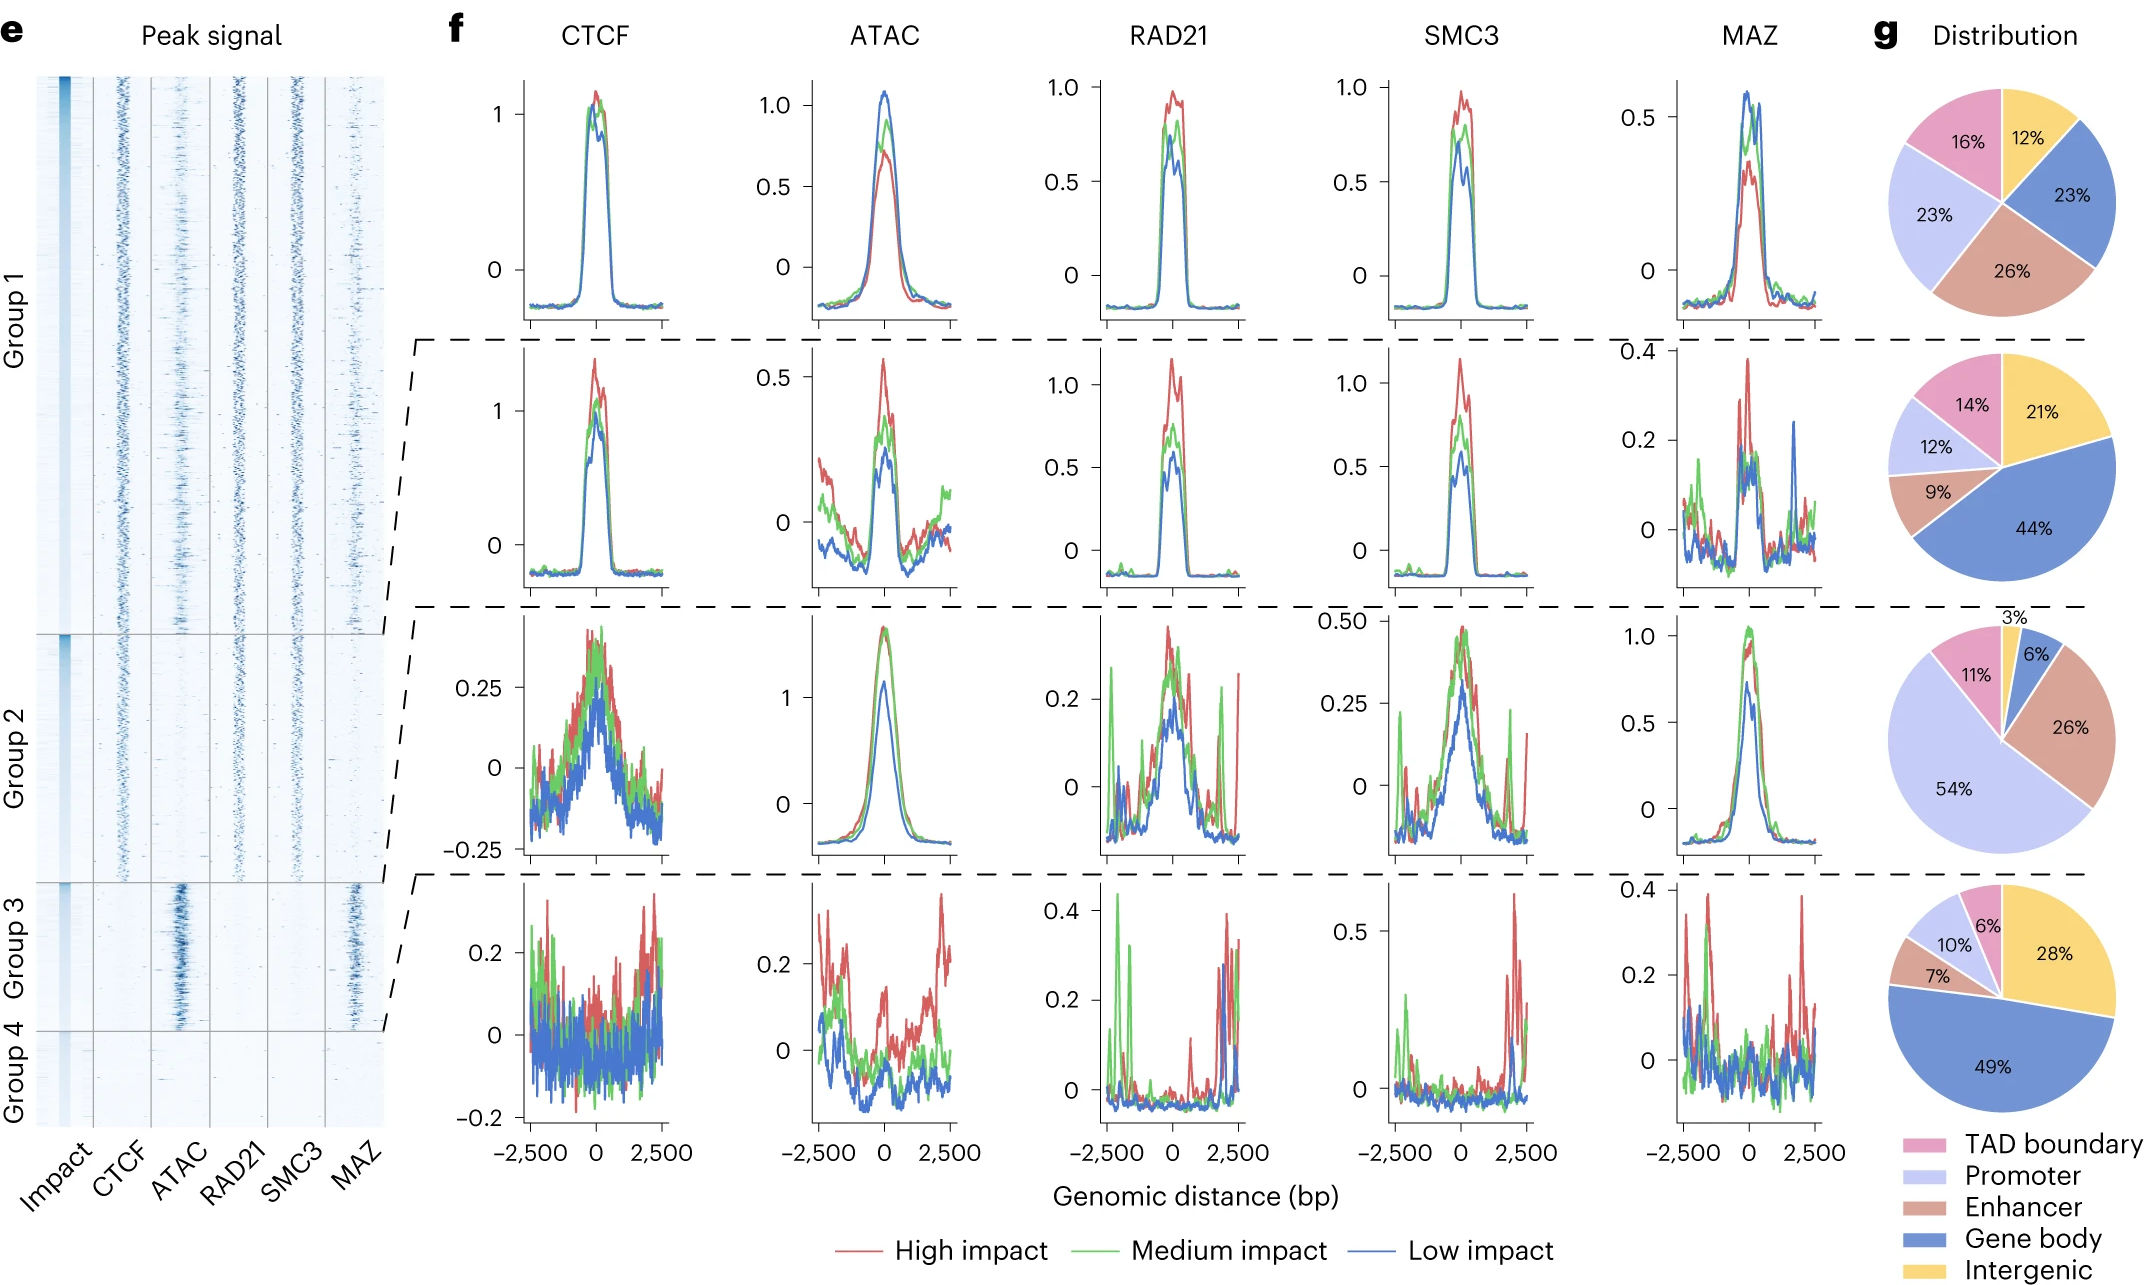 e
Peak signal
Group 1
Group 2
Group 3
Group 4
Impact
CTCF
ATAC
RAD21
SMC3
MAZ
f
CTCF
ATAC
RAD21
SMC3
MAZ
1
0
1.0
0.5
0
1.0
0.5
0
1.0
0.5
0
0.5
0
1
0
0.5
0
1.0
0.5
0
1.0
0.5
0
0.4
0.2
0
0.25
0
−0.25
1
0
0.2
0
0.50
0.25
0
1.0
0.5
0
0.2
0
−0.2
0.2
0
0.4
0.2
0
0.5
0
0.4
0.2
0
−2,500 0 2,500
−2,500 0 2,500
−2,500 0 2,500
−2,500 0 2,500
−2,500 0 2,500
Genomic distance (bp)
High impact
Medium impact
Low impact
g
Distribution
16%
12%
23%
23%
26%
14%
21%
12%
9%
44%
3%
6%
11%
26%
54%
6%
28%
10%
7%
49%
TAD boundary
Promoter
Enhancer
Gene body
Intergenic